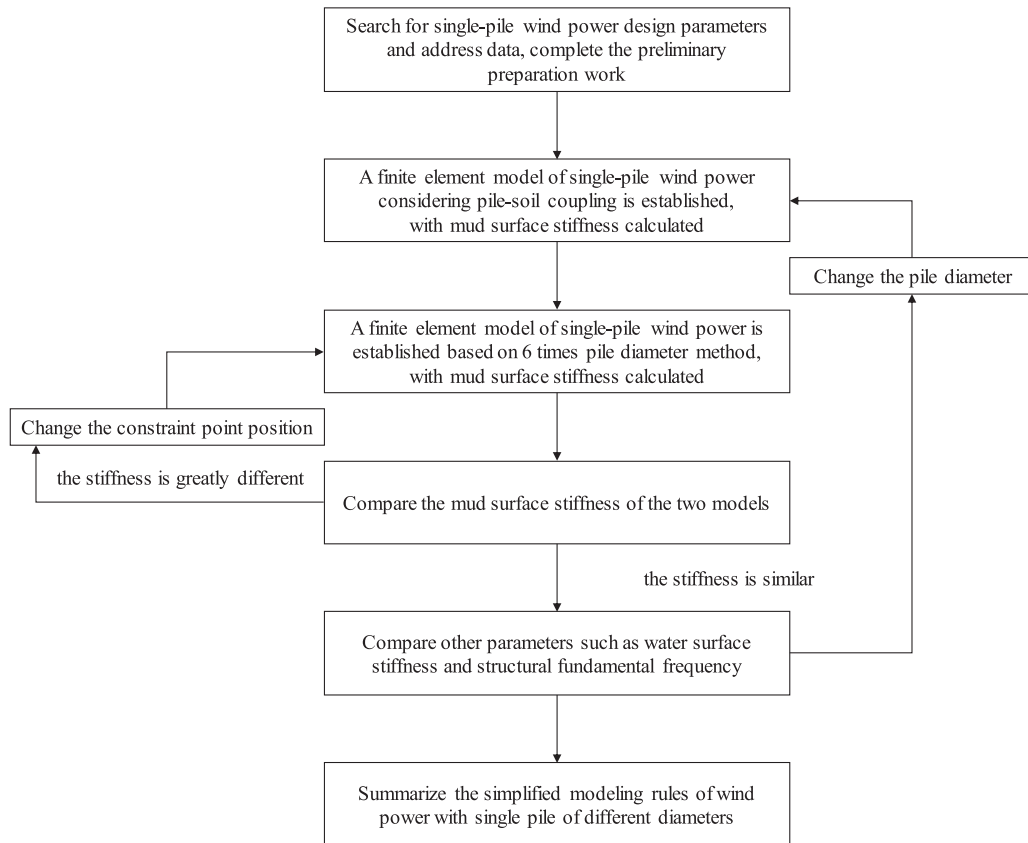 Search for single-pile wind power design parameters
and address data, complete the preliminary
preparation work
A finite element model of single-pile wind power
considering pile-soil coupling is established,
with mud surface stiffness calculated
Change the pile diameter
A finite element model of single-pile wind power is
established based on 6 times pile diameter method,
with mud surface stiffness calculated
Change the constraint point position
the stiffness is greatly different
Compare the mud surface stiffness of the two models
the stiffness is similar
Compare other parameters such as water surface
stiffness and structural fundamental frequency
Summarize the simplified modeling rules of wind
power with single pile of different diameters